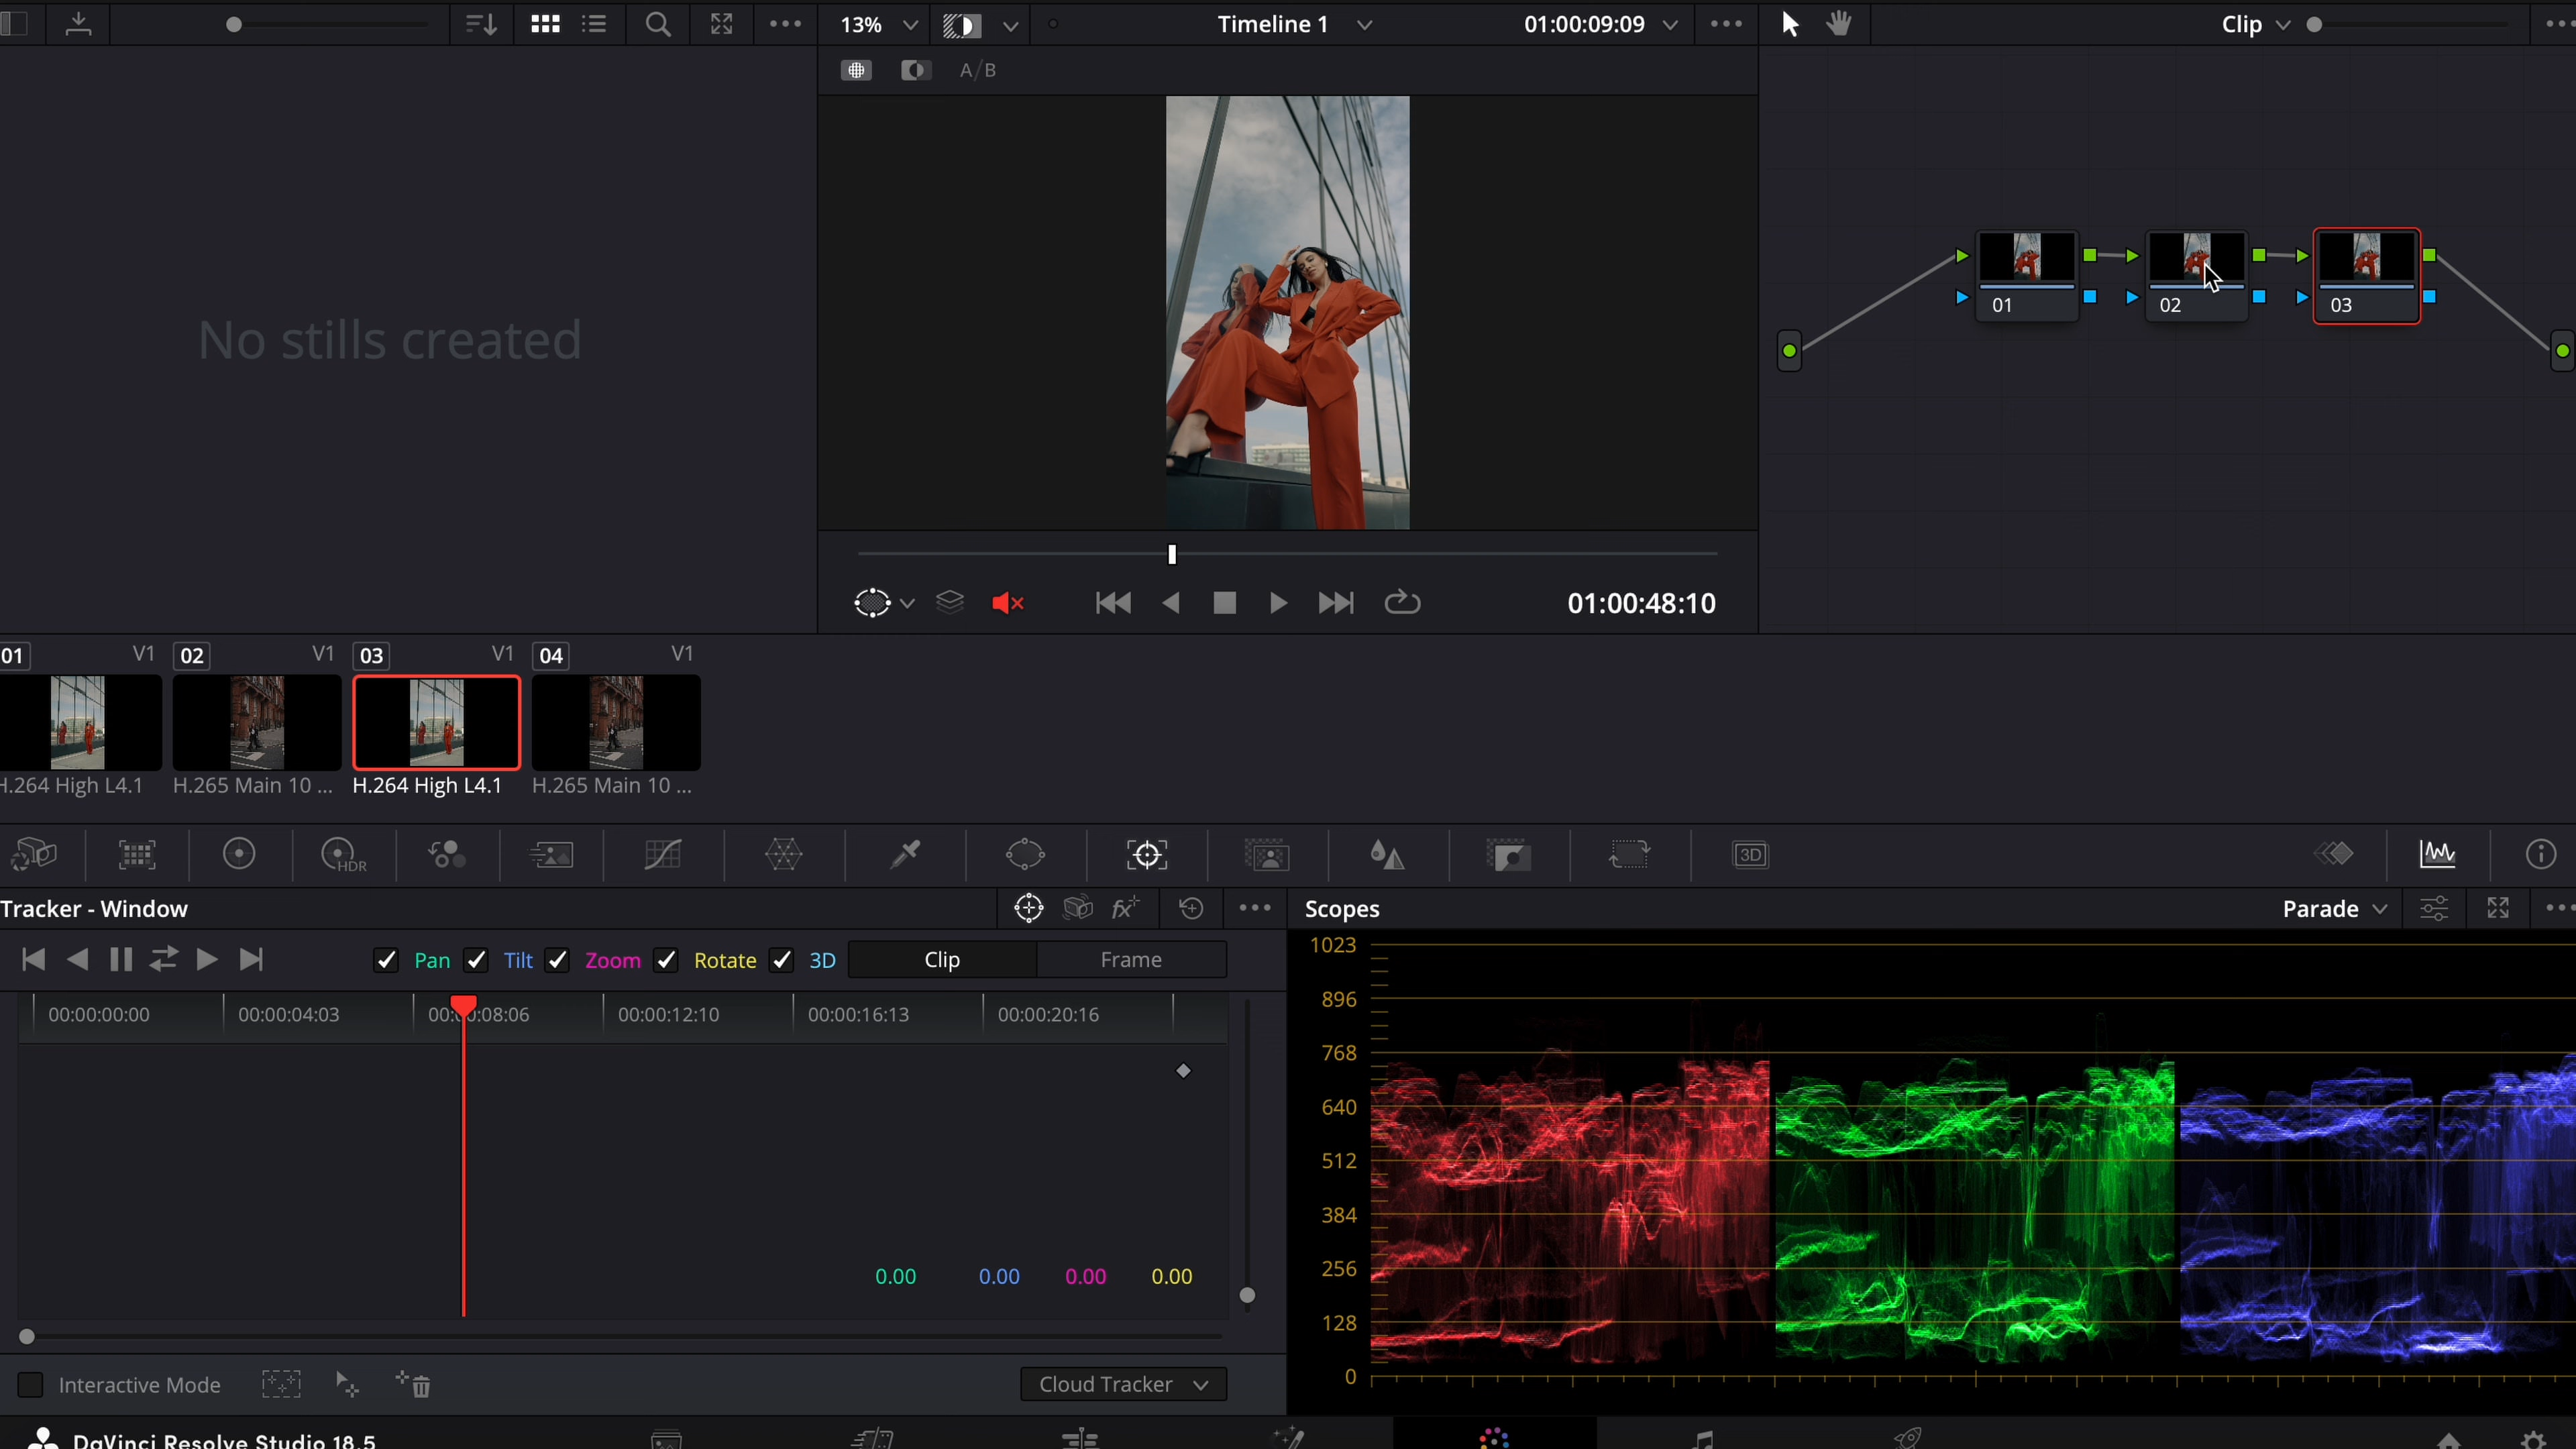 13%
Timeline 1
01:00:09:09
Clip
A/B
No stills created
01
02
03
01:00:48:10
01 V1 02 V1 03 V1 04 V1
H.264 High L4.1
H.265 Main 10 ...
H.264 High L4.1
H.265 Main 10 ...
HDR
3D
Tracker - Window
Scopes
Parade
Pan Tilt Zoom Rotate 3D
Clip
Frame
00:00:00:00
00:00:04:03
00:00:08:06
00:00:12:10
00:00:16:13
00:00:20:16
0.00 0.00 0.00 0.00
Interactive Mode
Cloud Tracker
1023
896
768
640
512
384
256
128
0
DaVinci Resolve Studio 18.5